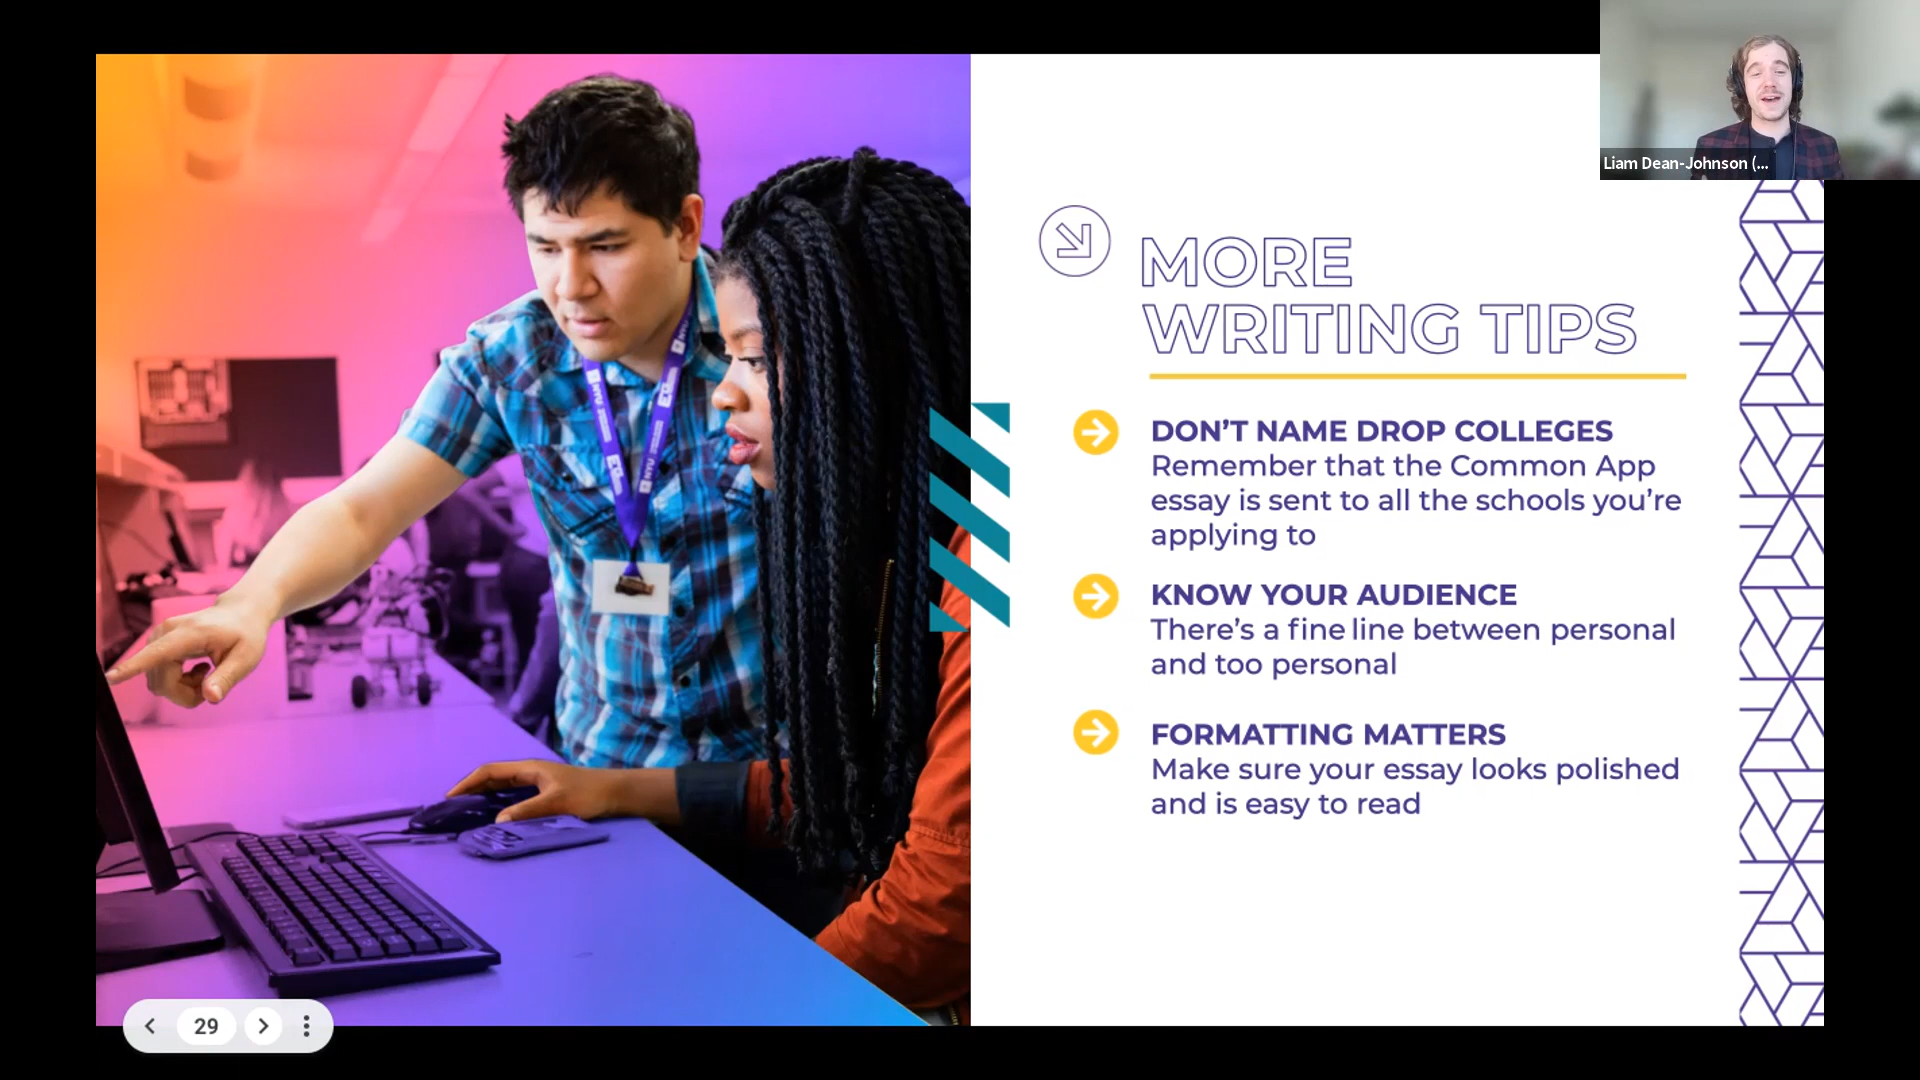 Liam Dean-Johnson (...
MORE
WRITING TIPS
DON'T NAME DROP COLLEGES
Remember that the Common App
essay is sent to all the schools you're
applying to
KNOW YOUR AUDIENCE
There's a fine line between personal
and too personal
FORMATTING MATTERS
Make sure your essay looks polished
and is easy to read
NYU
NYU
29